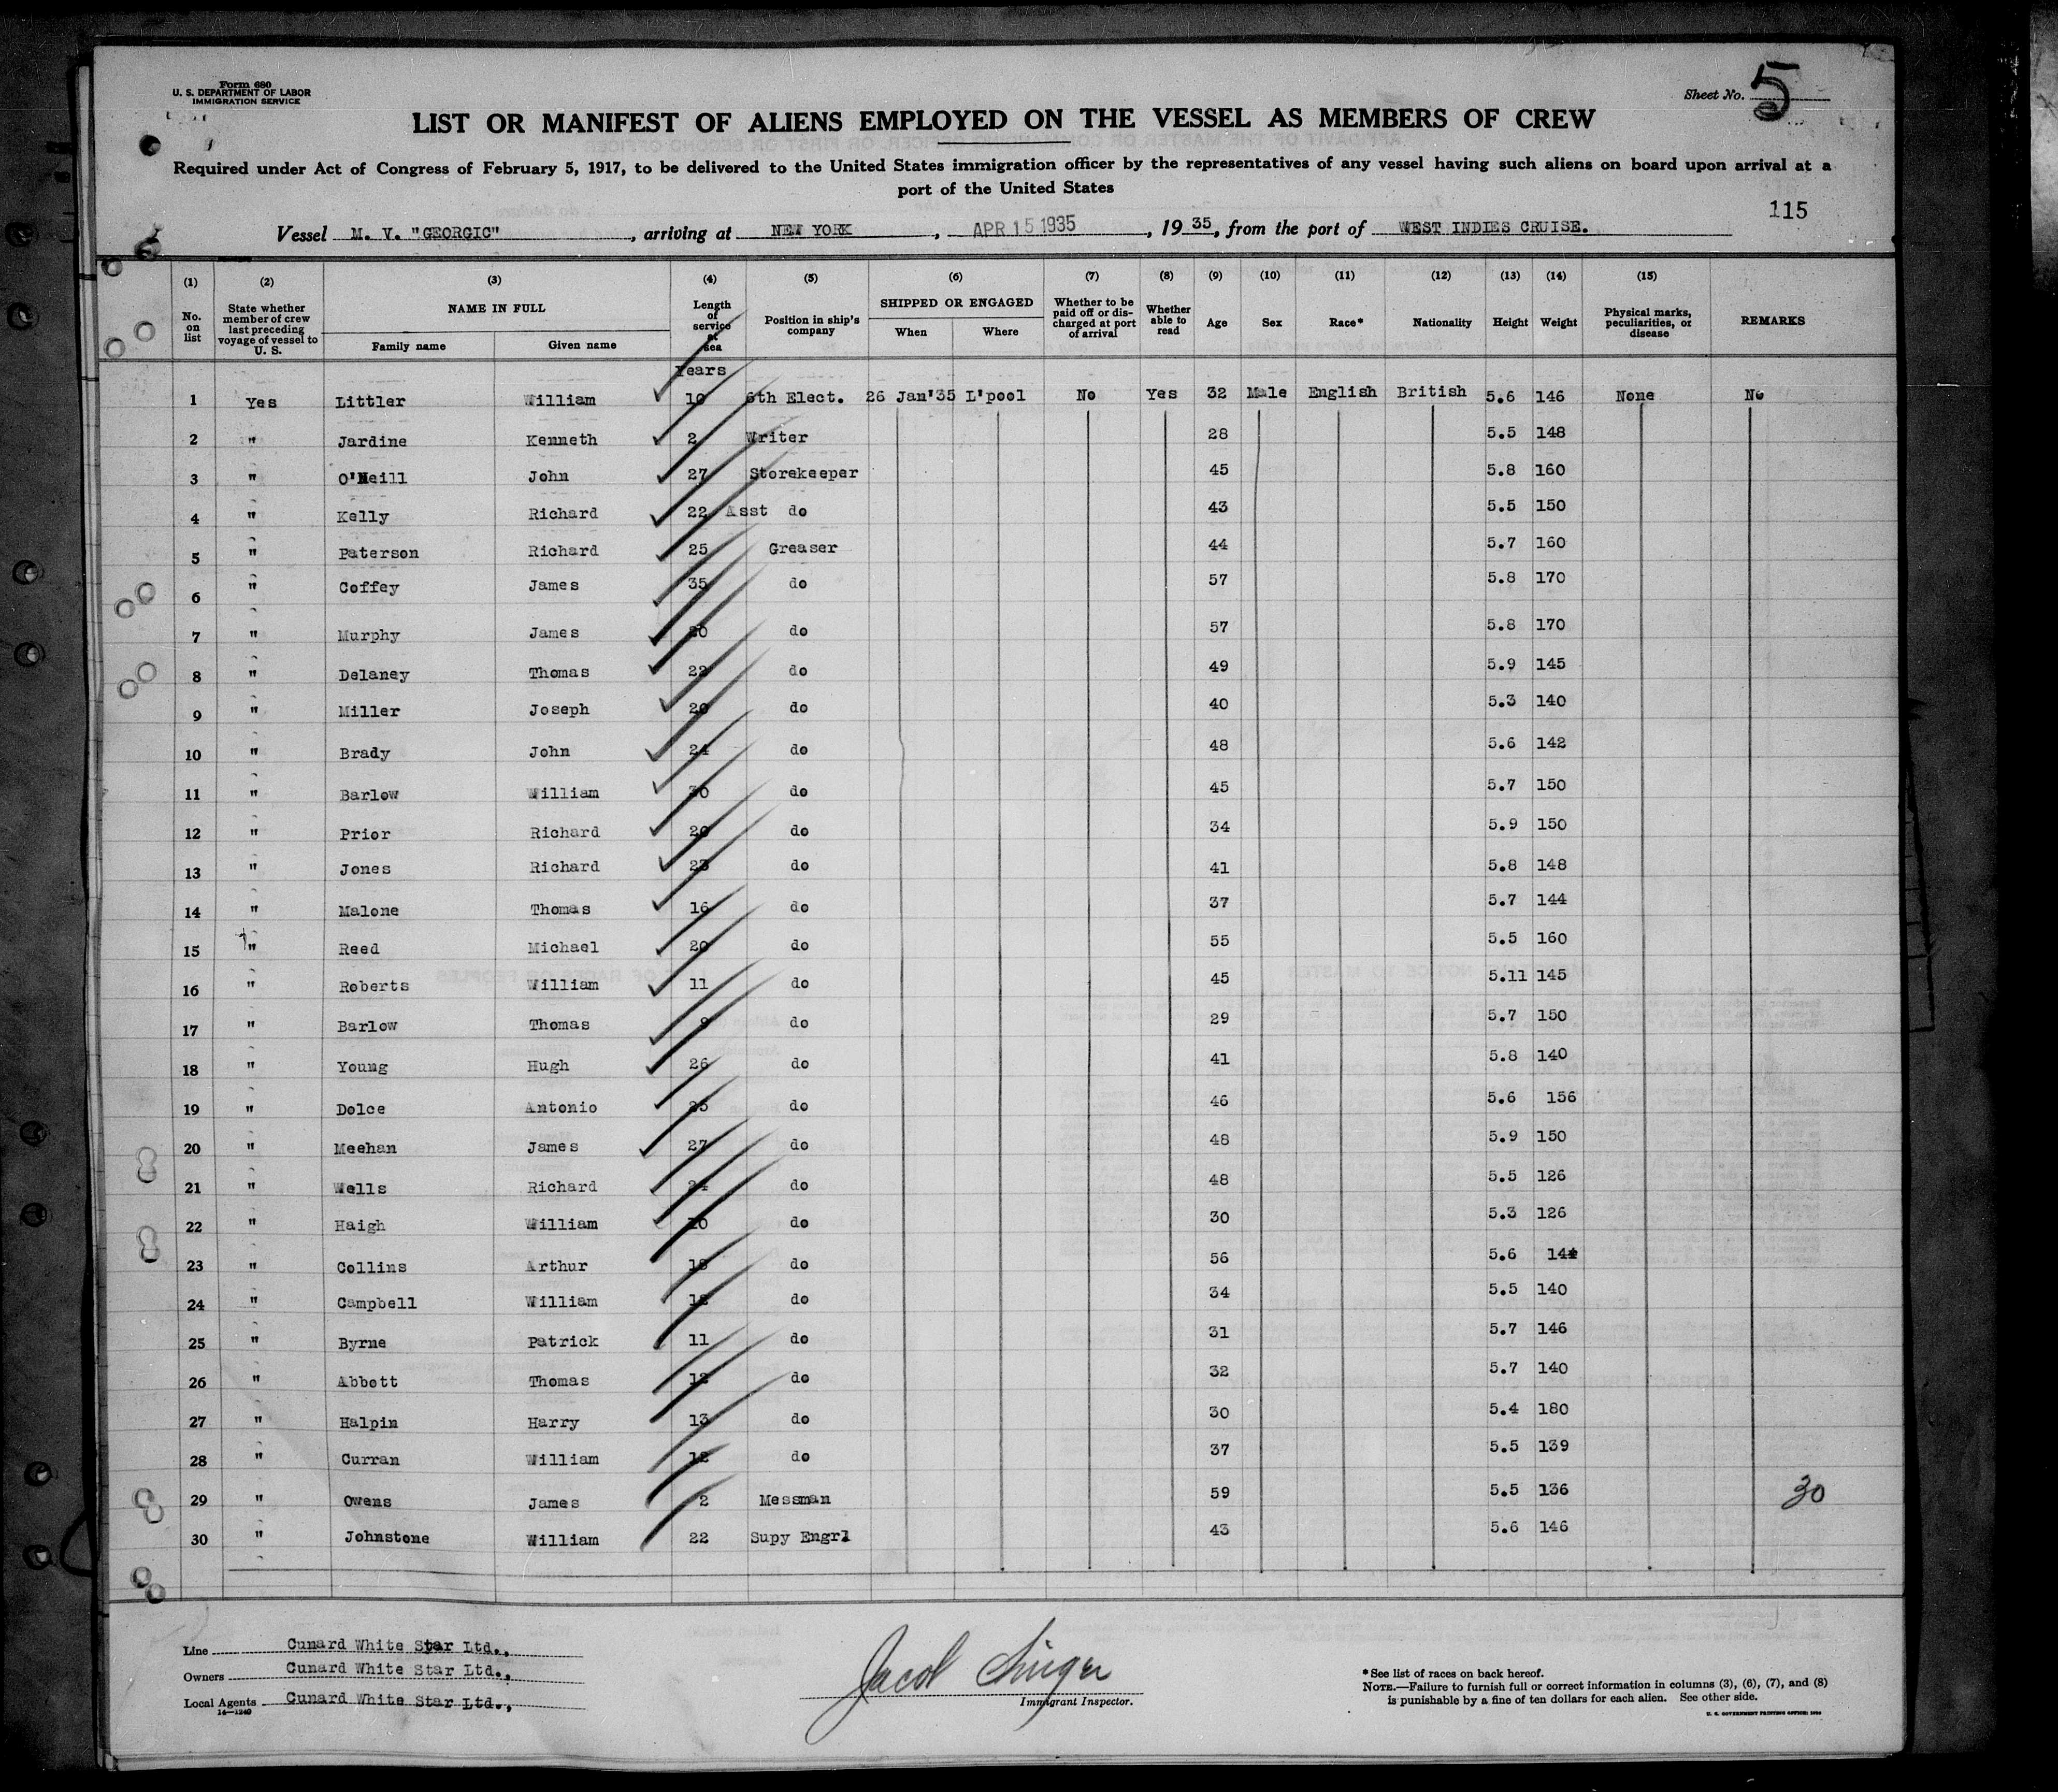 Form 680
U. S. DEPARTMENT OF LABOR
IMMIGRATION SERVICE
Sheet No. 5
LIST OR MANIFEST OF ALIENS EMPLOYED ON THE VESSEL AS MEMBERS OF CREW
Required under Act of Congress of February 5, 1917, to be delivered to the United States immigration officer by the representatives of any vessel having such aliens on board upon arrival at a
port of the United States
115
Vessel M. V. "GEORGIC", arriving at NEW YORK, APR 15 1935, 19 35, from the port of WEST INDIES CRUISE.
(1) (2) (3) (4) (5) (6) (7) (8) (9) (10) (11) (12) (13) (14) (15)
No. on list State whether member of crew last preceding voyage of vessel to U. S. NAME IN FULL Family name Given name Length of service at sea Position in ship's company SHIPPED OR ENGAGED When Where Whether to be paid off or discharged at port of arrival Whether able to read Age Sex Race* Nationality Height Weight Physical marks, peculiarities, or disease REMARKS
Years
1 Yes Littler William 10 6th Elect. 26 Jan'35 L'pool No Yes 32 Male English British 5.6 146 None No
2 " Jardine Kenneth 2 Writer 28 5.5 148
3 " O'Neill John 27 Storekeeper 45 5.8 160
4 " Kelly Richard 22 Asst do 43 5.5 150
5 " Paterson Richard 25 Greaser 44 5.7 160
6 " Coffey James 35 do 57 5.8 170
7 " Murphy James do 57 5.8 170
8 " Delaney Thomas 22 do 49 5.9 145
9 " Miller Joseph 20 do 40 5.3 140
10 " Brady John 24 do 48 5.6 142
11 " Barlow William 30 do 45 5.7 150
12 " Prior Richard 20 do 34 5.9 150
13 " Jones Richard 23 do 41 5.8 148
14 " Malone Thomas 16 do 37 5.7 144
15 " Reed Michael 20 do 55 5.5 160
16 " Roberts William 11 do 45 5.11 145
17 " Barlow Thomas 9 do 29 5.7 150
18 " Young Hugh 26 do 41 5.8 140
19 " Dolce Antonio 25 do 46 5.6 156
20 " Meehan James 27 do 48 5.9 150
21 " Wells Richard 24 do 48 5.5 126
22 " Haigh William 10 do 30 5.3 126
23 " Collins Arthur do 56 5.6 144
24 " Campbell William 12 do 34 5.5 140
25 " Byrne Patrick 11 do 31 5.7 146
26 " Abbott Thomas 12 do 32 5.7 140
27 " Halpin Harry 13 do 30 5.4 180
28 " Curran William 12 do 37 5.5 139
29 " Owens James 2 Messman 59 5.5 136 30
30 " Johnstone William 22 Supy Engr1 43 5.6 146
Line Cunard White Star Ltd.,
Owners Cunard White Star Ltd.,
Local Agents Cunard White Star Ltd.,
14—1240
Jacob Singer
Immigrant Inspector.
*See list of races on back hereof.
NOTE.—Failure to furnish full or correct information in columns (3), (6), (7), and (8)
is punishable by a fine of ten dollars for each alien. See other side.